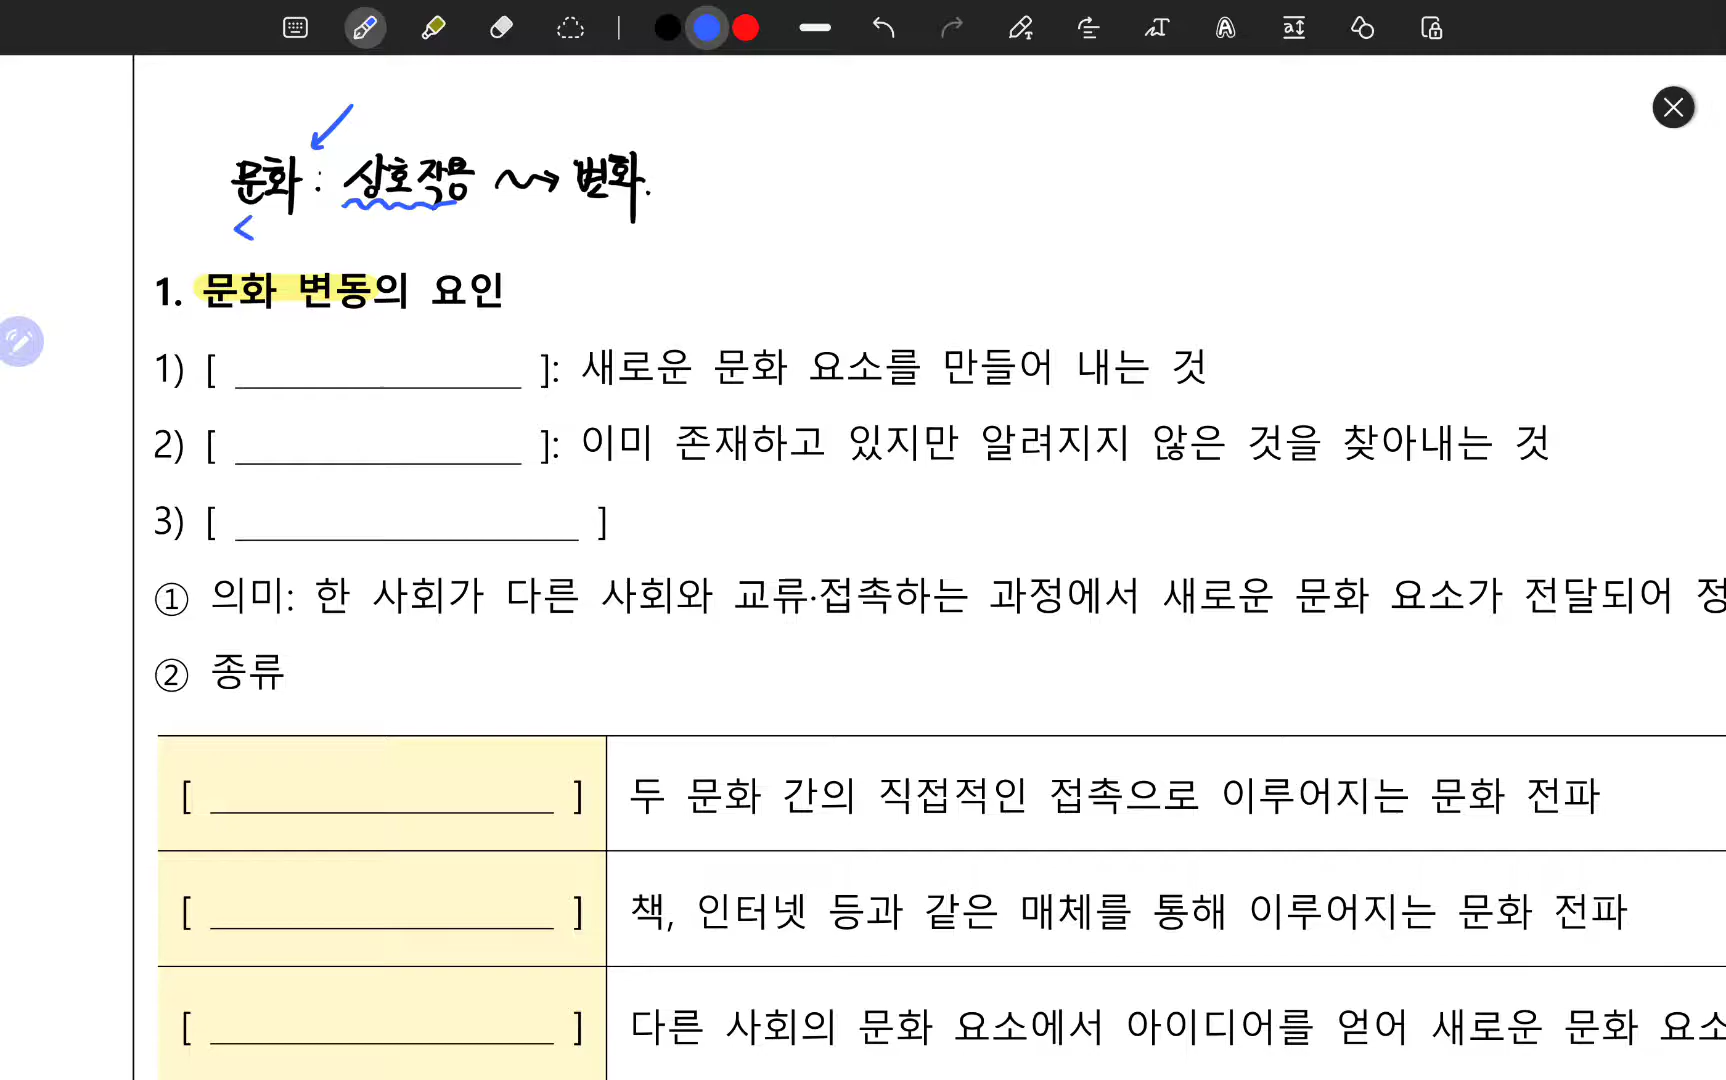 문화 : 상호작용 ⇝ 변화.
1. 문화 변동의 요인
1) [ _______________ ]: 새로운 문화 요소를 만들어 내는 것
2) [ _______________ ]: 이미 존재하고 있지만 알려지지 않은 것을 찾아내는 것
3) [ __________________ ]
① 의미: 한 사회가 다른 사회와 교류·접촉하는 과정에서 새로운 문화 요소가 전달되어 정
② 종류
[ __________________ ] 두 문화 간의 직접적인 접촉으로 이루어지는 문화 전파
[ __________________ ] 책, 인터넷 등과 같은 매체를 통해 이루어지는 문화 전파
[ __________________ ] 다른 사회의 문화 요소에서 아이디어를 얻어 새로운 문화 요소